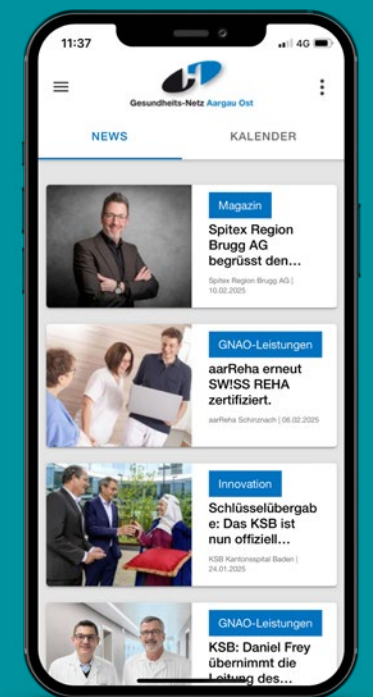 11:37
4G
Gesundheits-Netz Aargau Ost
NEWS
KALENDER
Magazin
Spitex Region
Brugg AG
begrüsst den...
Spitex Region Brugg AG |
10.02.2025
GNAO-Leistungen
aarReha erneut
SW!SS REHA
zertifiziert.
aarReha Schinznach | 06.02.2025
Innovation
Schlüsselübergab
e: Das KSB ist
nun offiziell...
KSB Kantonsspital Baden |
24.01.2025
GNAO-Leistungen
KSB: Daniel Frey
übernimmt die
Leitung des...